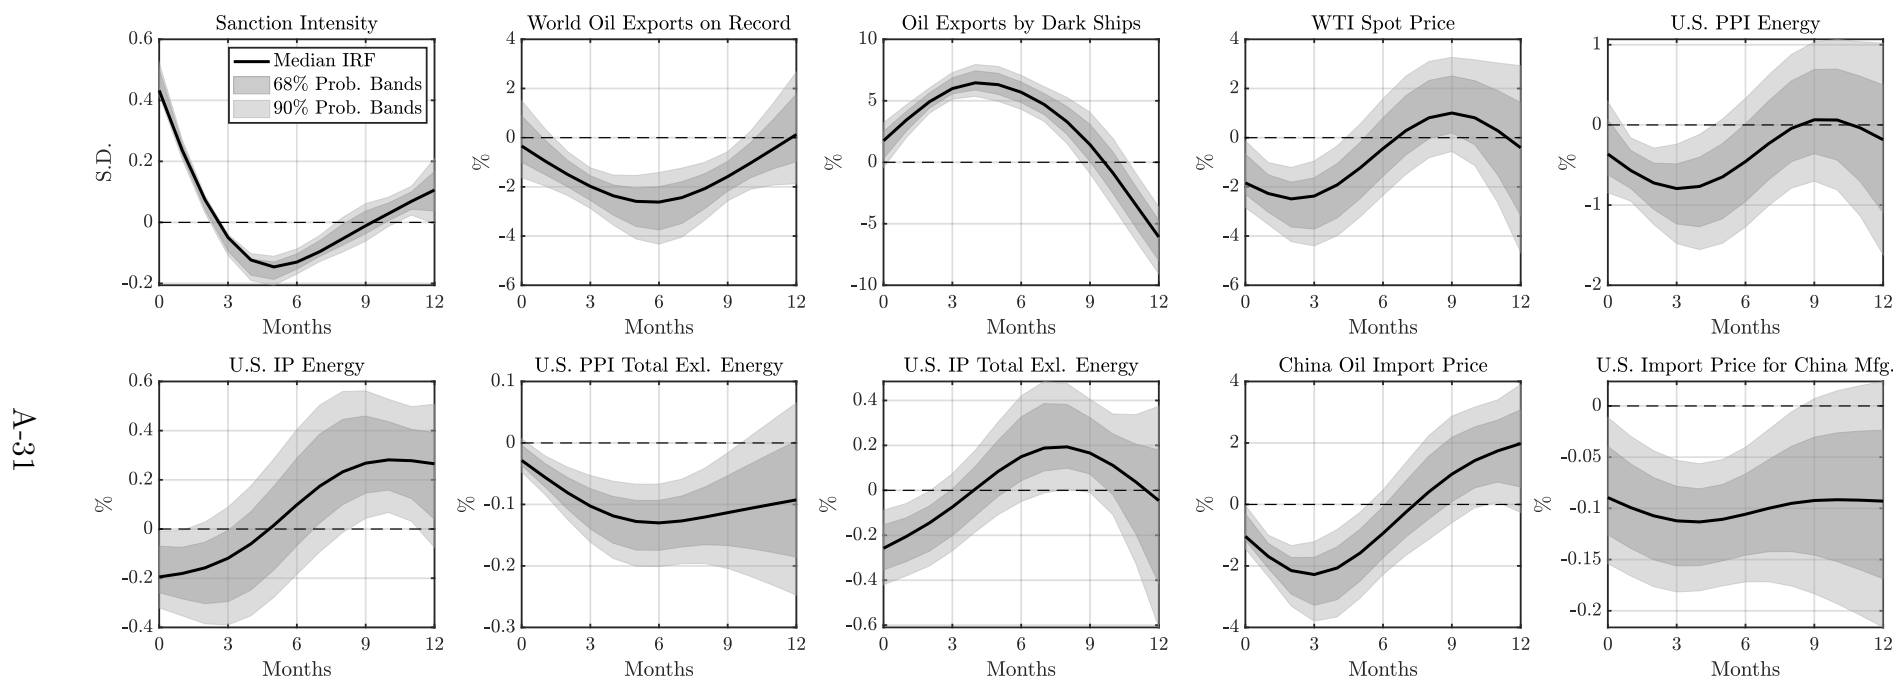 Sanction Intensity
0.6
0.4
0.2
0
-0.2
S.D.
Median IRF
68% Prob. Bands
90% Prob. Bands
0 3 6 9 12
Months
World Oil Exports on Record
4
2
0
-2
-4
-6
%
0 3 6 9 12
Months
Oil Exports by Dark Ships
10
5
0
-5
-10
%
0 3 6 9 12
Months
WTI Spot Price
4
2
0
-2
-4
-6
%
0 3 6 9 12
Months
U.S. PPI Energy
1
0
-1
-2
%
0 3 6 9 12
Months
U.S. IP Energy
0.6
0.4
0.2
0
-0.2
-0.4
%
0 3 6 9 12
Months
U.S. PPI Total Exl. Energy
0.1
0
-0.1
-0.2
-0.3
%
0 3 6 9 12
Months
U.S. IP Total Exl. Energy
0.4
0.2
0
-0.2
-0.4
-0.6
%
0 3 6 9 12
Months
China Oil Import Price
4
2
0
-2
-4
%
0 3 6 9 12
Months
U.S. Import Price for China Mfg.
0
-0.05
-0.1
-0.15
-0.2
%
0 3 6 9 12
Months
A-31